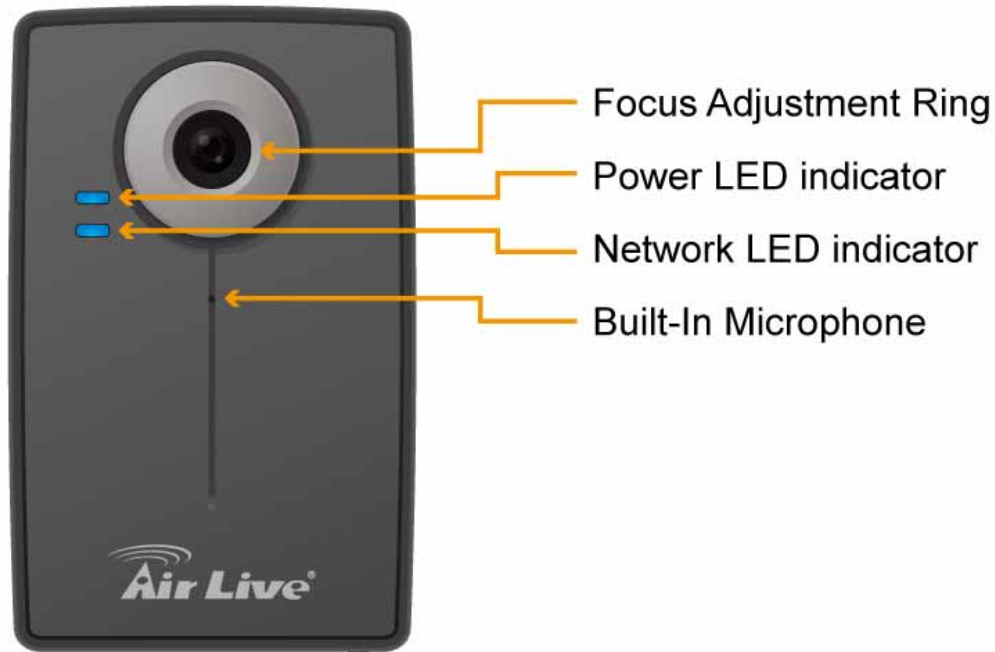 Focus Adjustment Ring
Power LED indicator
Network LED indicator
Built-In Microphone
Air Live®